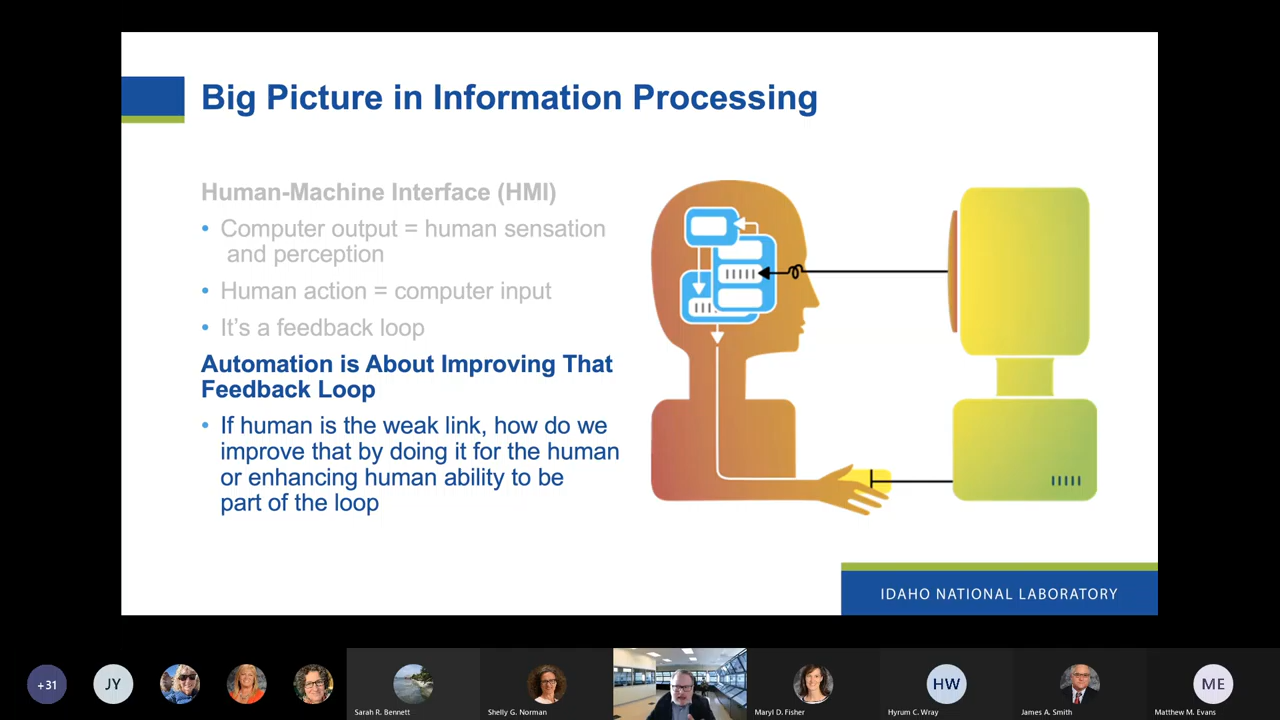 Big Picture in Information Processing
Human-Machine Interface (HMI)
• Computer output = human sensation
and perception
• Human action = computer input
• It's a feedback loop
Automation is About Improving That
Feedback Loop
• If human is the weak link, how do we
improve that by doing it for the human
or enhancing human ability to be
part of the loop
IDAHO NATIONAL LABORATORY
+31
JY
HW
ME
Sarah R. Bennett
Shelly G. Norman
Maryl D. Fisher
Hyrum C. Wray
James A. Smith
Matthew M. Evans